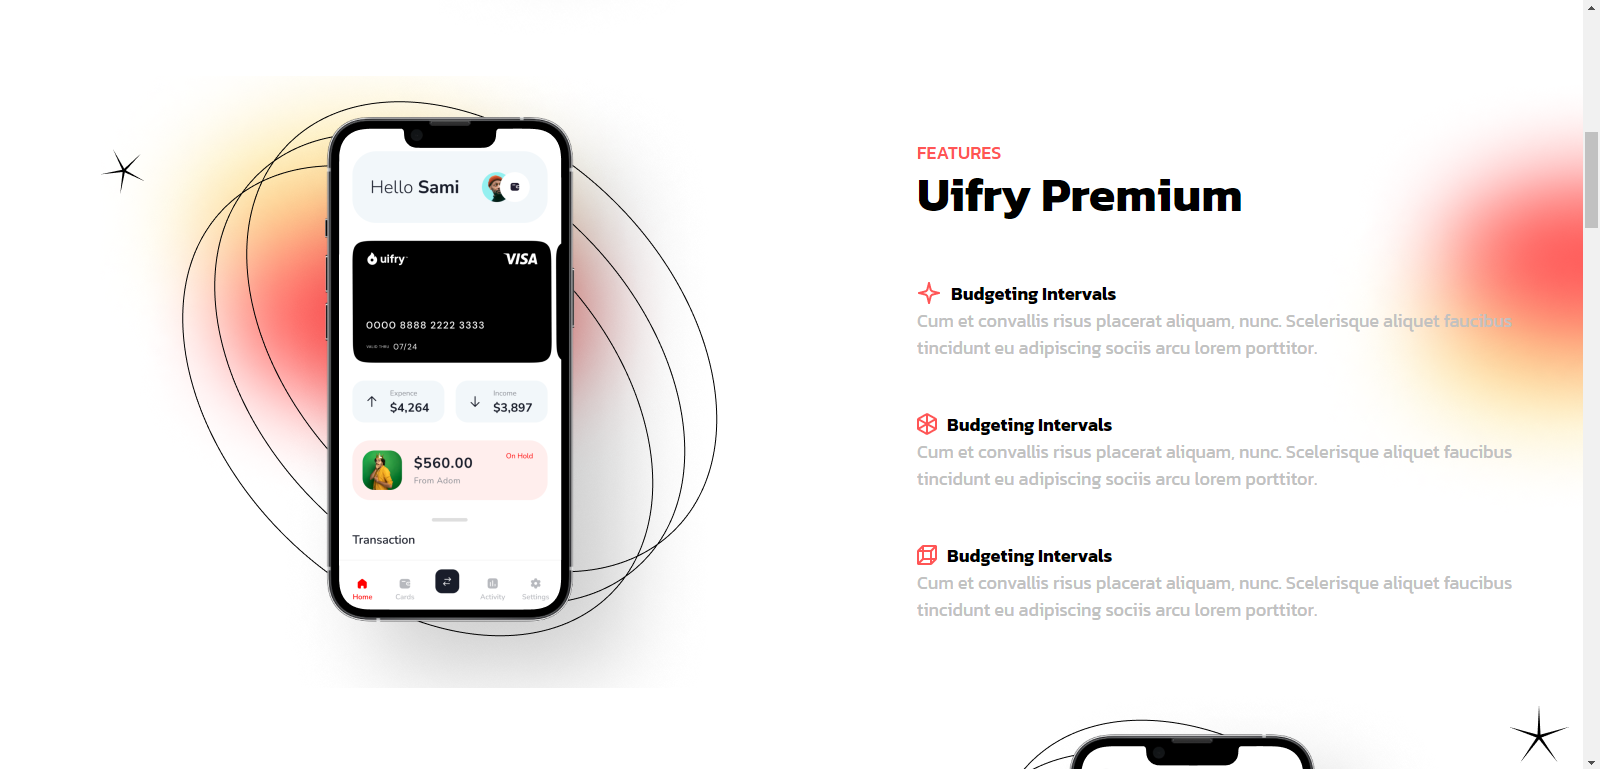 Hello Sami
uifry
VISA
OOOO 8888 2222 3333
VALID THRU 07/24
Expence
$4,264
Income
$3,897
$560.00
On Hold
From Adom
Transaction
Home
Cards
Activity
Settings
FEATURES
Uifry Premium
Budgeting Intervals
Cum et convallis risus placerat aliquam, nunc. Scelerisque aliquet faucibus
tincidunt eu adipiscing sociis arcu lorem porttitor.
Budgeting Intervals
Cum et convallis risus placerat aliquam, nunc. Scelerisque aliquet faucibus
tincidunt eu adipiscing sociis arcu lorem porttitor.
Budgeting Intervals
Cum et convallis risus placerat aliquam, nunc. Scelerisque aliquet faucibus
tincidunt eu adipiscing sociis arcu lorem porttitor.